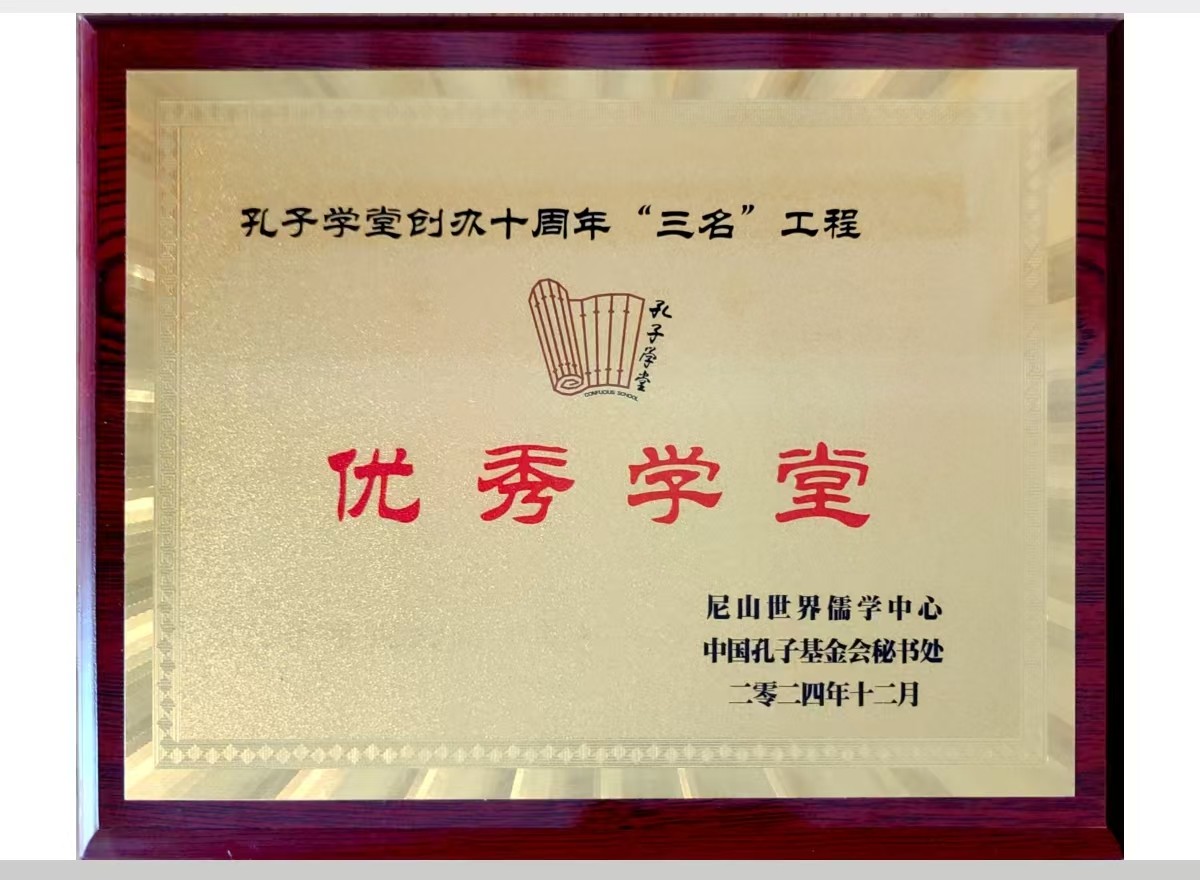 孔子学堂创办十周年“三名”工程
孔子学堂
CONFUCIUS SCHOOL
优秀学堂
尼山世界儒学中心
中国孔子基金会秘书处
二零二四年十二月